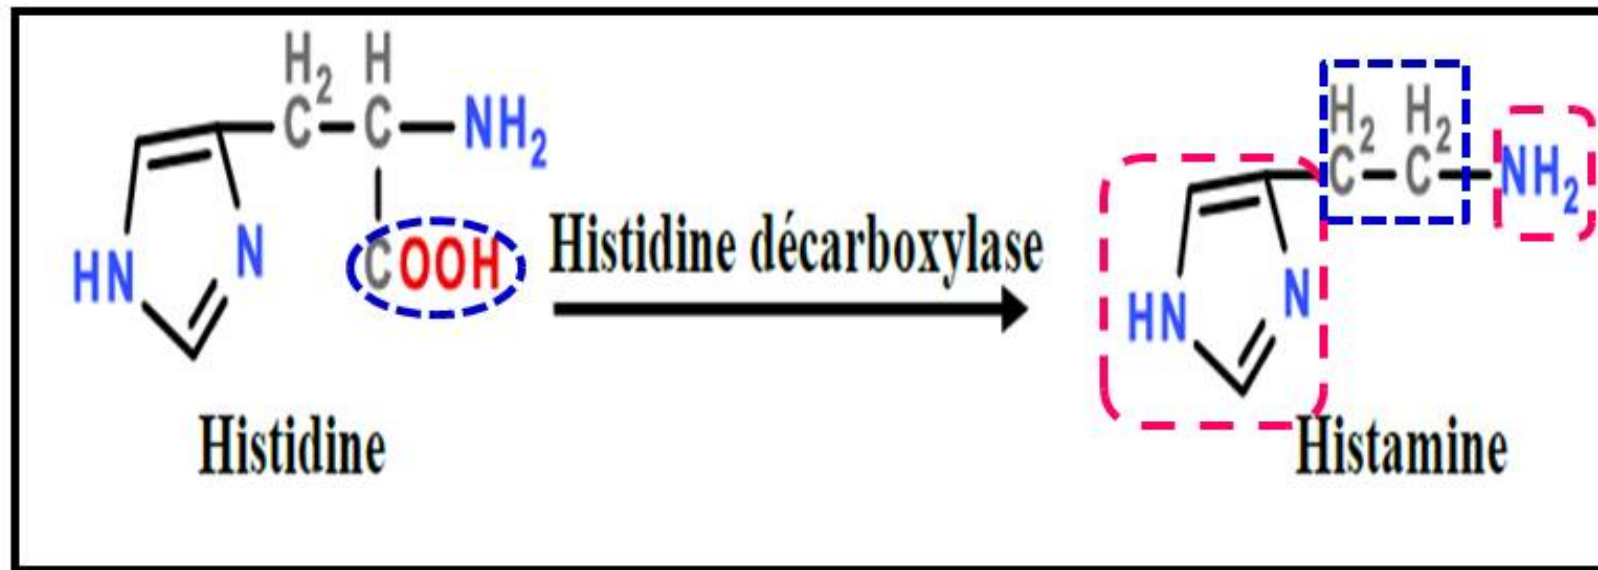 H₂ H
C C NH₂
HN N COOH
Histidine
Histidine décarboxylase
H₂ H₂
C C NH₂
HN N
Histamine